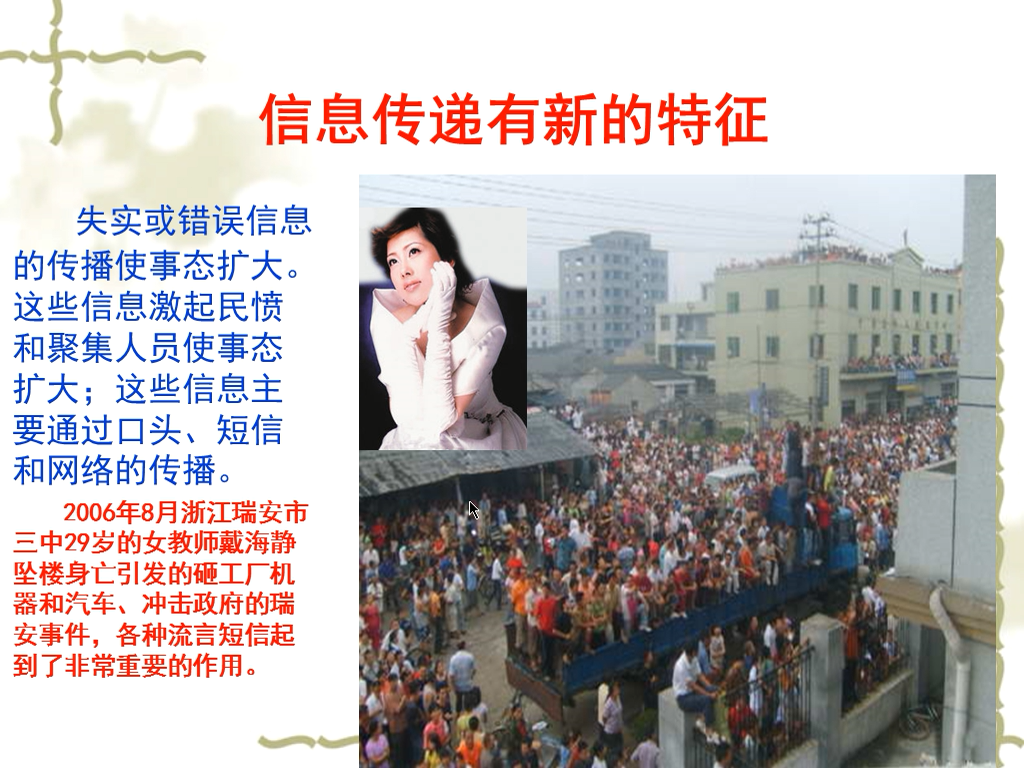 信息传递有新的特征
失实或错误信息
的传播使事态扩大。
这些信息激起民愤
和聚集人员使事态
扩大；这些信息主
要通过口头、短信
和网络的传播。
2006年8月浙江瑞安市
三中29岁的女教师戴海静
坠楼身亡引发的砸工厂机
器和汽车、冲击政府的瑞
安事件，各种流言短信起
到了非常重要的作用。